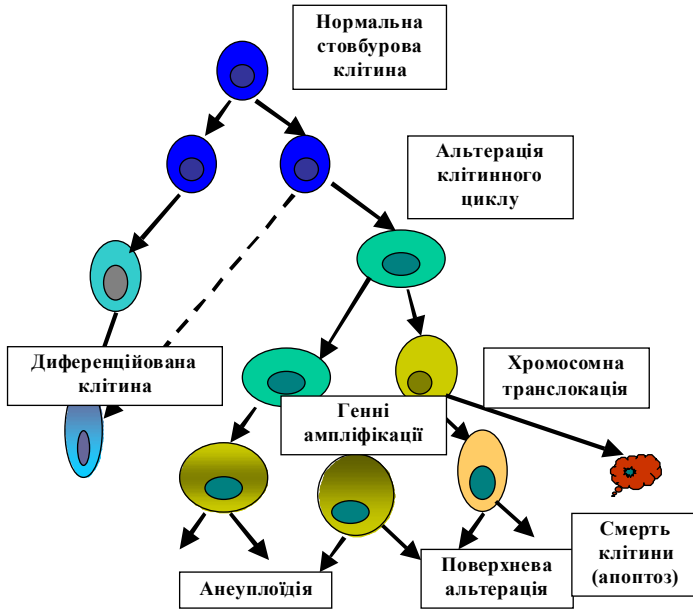 Нормальна
стовбурова
клітина
Альтерація
клітинного
циклу
Диференційована
клітина
Хромосомна
транслокація
Генні
ампліфікації
Смерть
клітини
(апоптоз)
Анеуплоїдія
Поверхнева
альтерація